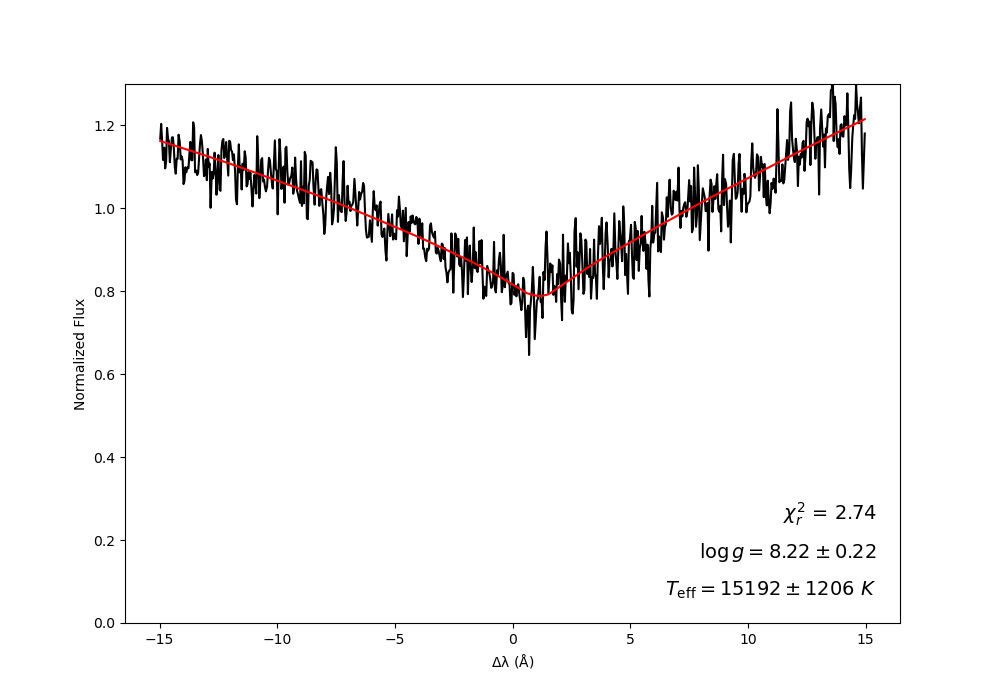 1.2
1.0
0.8
0.6
0.4
0.2
0.0
Normalized Flux
χ²ᵣ = 2.74
log g = 8.22 ± 0.22
T_eff = 15192 ± 1206 K
−15 −10 −5 0 5 10 15
Δλ (Å)